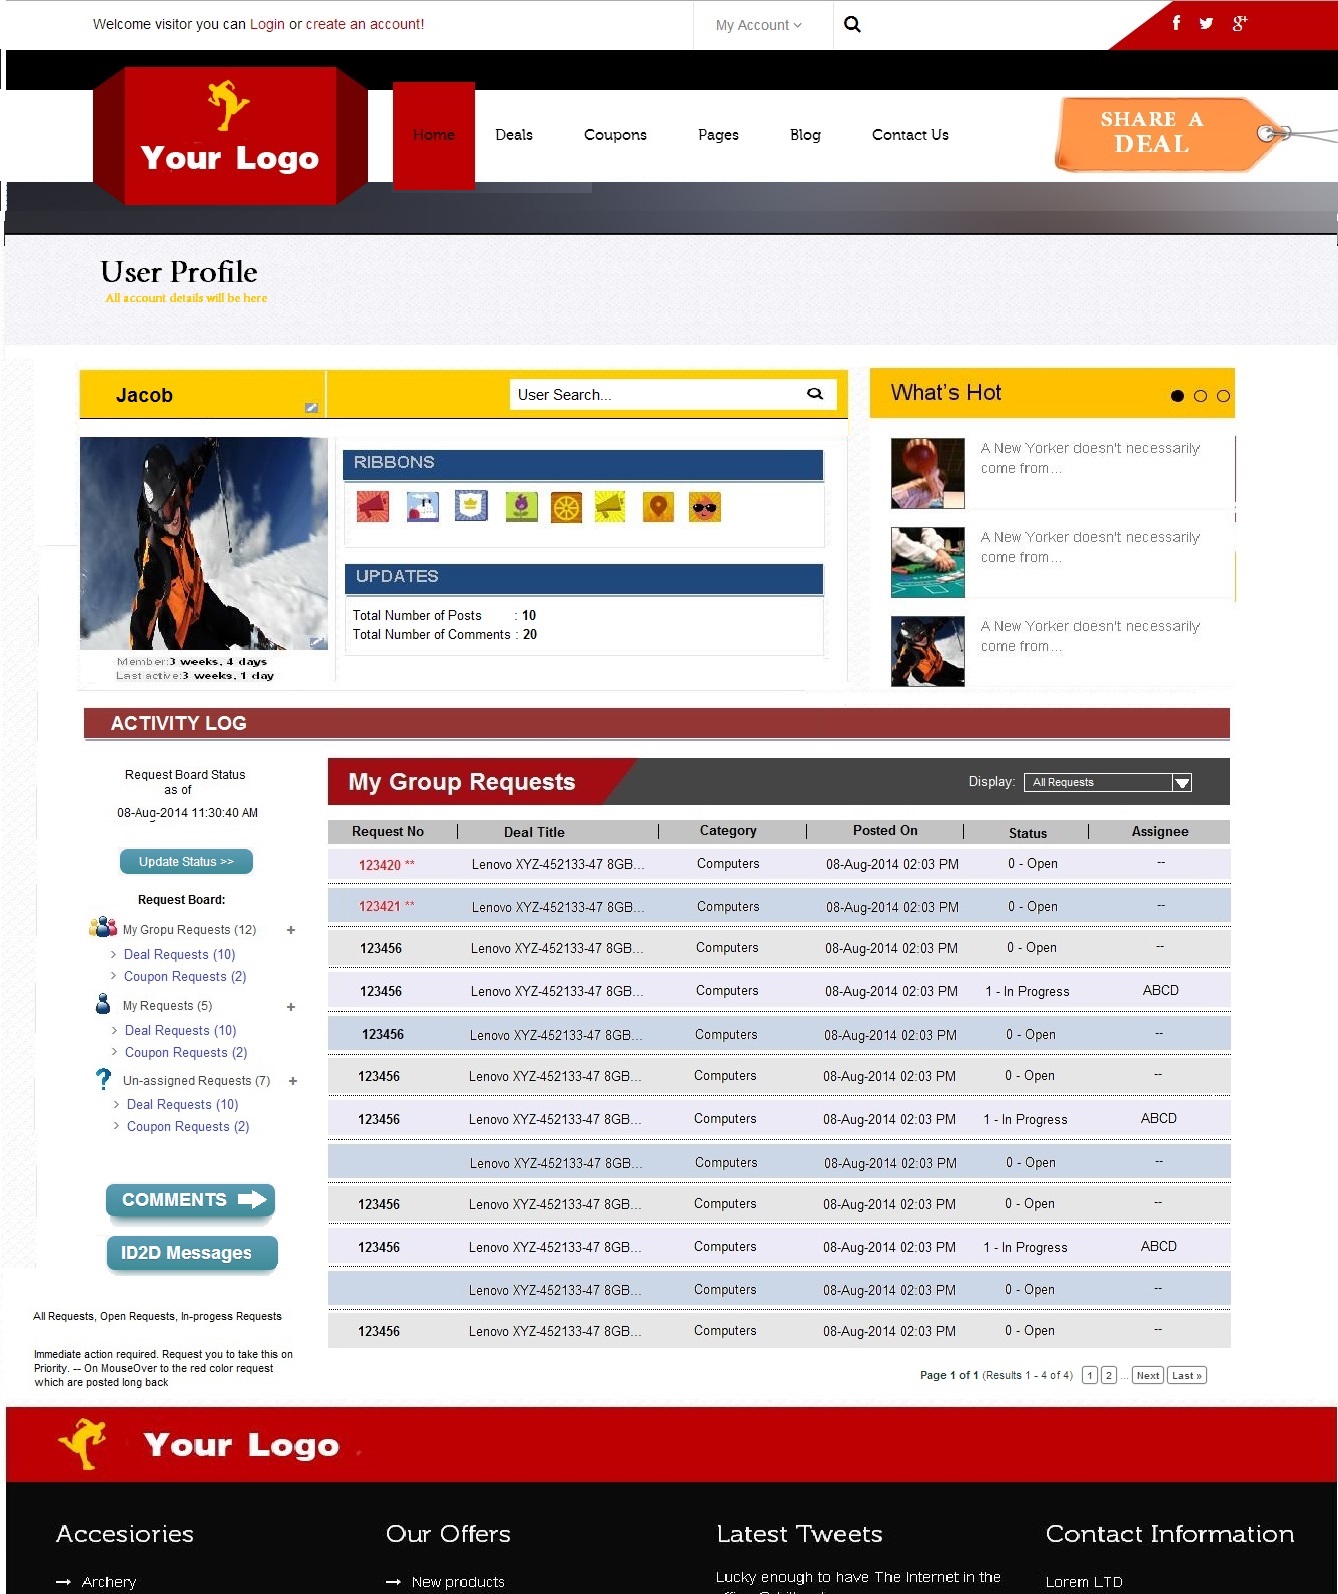 Welcome visitor you can Login or create an account!
My Account
Your Logo
Home
Deals
Coupons
Pages
Blog
Contact Us
SHARE A
DEAL
User Profile
All account details will be here
Jacob
User Search...
What's Hot
RIBBONS
A New Yorker doesn't necessarily
come from...
A New Yorker doesn't necessarily
come from...
UPDATES
Total Number of Posts : 10
Total Number of Comments : 20
A New Yorker doesn't necessarily
come from...
Member:3 weeks, 4 days
Last active:3 weeks, 1 day
ACTIVITY LOG
Request Board Status
as of
08-Aug-2014 11:30:40 AM
Update Status >>
Request Board:
My Gropu Requests (12) +
Deal Requests (10)
Coupon Requests (2)
My Requests (5) +
Deal Requests (10)
Coupon Requests (2)
Un-assigned Requests (7) +
Deal Requests (10)
Coupon Requests (2)
COMMENTS
ID2D Messages
All Requests, Open Requests, In-progess Requests
Immediate action required. Request you to take this on
Priority. -- On MouseOver to the red color request
which are posted long back
My Group Requests
Display: All Requests
Request No | Deal Title | Category | Posted On | Status | Assignee
123420 ** Lenovo XYZ-452133-47 8GB... Computers 08-Aug-2014 02:03 PM 0 - Open --
123421 ** Lenovo XYZ-452133-47 8GB... Computers 08-Aug-2014 02:03 PM 0 - Open --
123456 Lenovo XYZ-452133-47 8GB... Computers 08-Aug-2014 02:03 PM 0 - Open --
123456 Lenovo XYZ-452133-47 8GB... Computers 08-Aug-2014 02:03 PM 1 - In Progress ABCD
123456 Lenovo XYZ-452133-47 8GB... Computers 08-Aug-2014 02:03 PM 0 - Open --
123456 Lenovo XYZ-452133-47 8GB... Computers 08-Aug-2014 02:03 PM 0 - Open --
123456 Lenovo XYZ-452133-47 8GB... Computers 08-Aug-2014 02:03 PM 1 - In Progress ABCD
Lenovo XYZ-452133-47 8GB... Computers 08-Aug-2014 02:03 PM 0 - Open --
123456 Lenovo XYZ-452133-47 8GB... Computers 08-Aug-2014 02:03 PM 0 - Open --
123456 Lenovo XYZ-452133-47 8GB... Computers 08-Aug-2014 02:03 PM 1 - In Progress ABCD
Lenovo XYZ-452133-47 8GB... Computers 08-Aug-2014 02:03 PM 0 - Open --
123456 Lenovo XYZ-452133-47 8GB... Computers 08-Aug-2014 02:03 PM 0 - Open --
Page 1 of 1 (Results 1 - 4 of 4) 1 2 ... Next Last »
Your Logo
Accesiories
Archery
Our Offers
New products
Latest Tweets
Lucky enough to have The Internet in the
Contact Information
Lorem LTD